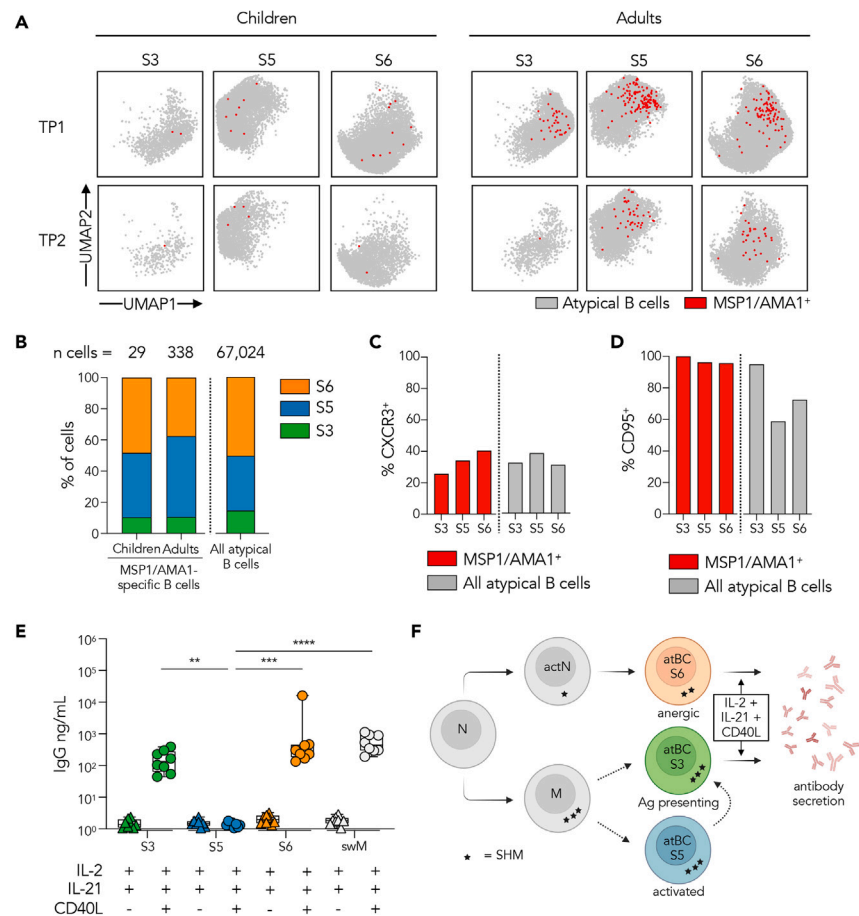 A
Children
Adults
S3 S5 S6 S3 S5 S6
TP1
TP2
UMAP2
UMAP1
Atypical B cells MSP1/AMA1⁺
B
n cells = 29 338 67,024
% of cells
100
80
60
40
20
0
S6
S5
S3
Children Adults All atypical
B cells
MSP1/AMA1-
specific B cells
C
% CXCR3⁺
100
80
60
40
20
0
S3 S5 S6 S3 S5 S6
MSP1/AMA1⁺
All atypical B cells
D
% CD95⁺
100
80
60
40
20
0
S3 S5 S6 S3 S5 S6
MSP1/AMA1⁺
All atypical B cells
E
IgG ng/mL
10⁶
10⁵
10⁴
10³
10²
10¹
10⁰
****
** ***
S3 S5 S6 swM
IL-2 + + + + + + + +
IL-21 + + + + + + + +
CD40L - + - + - + - +
F
N
actN
M
atBC
S6
anergic
atBC
S3
Ag presenting
atBC
S5
activated
IL-2 +
IL-21 +
CD40L
antibody
secretion
★ = SHM